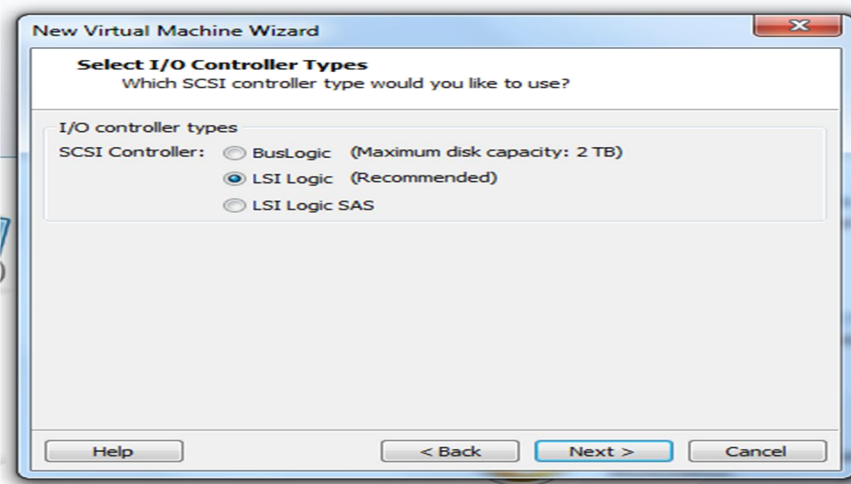 New Virtual Machine Wizard
Select I/O Controller Types
Which SCSI controller type would you like to use?
I/O controller types
SCSI Controller: BusLogic (Maximum disk capacity: 2 TB)
LSI Logic (Recommended)
LSI Logic SAS
Help < Back Next > Cancel